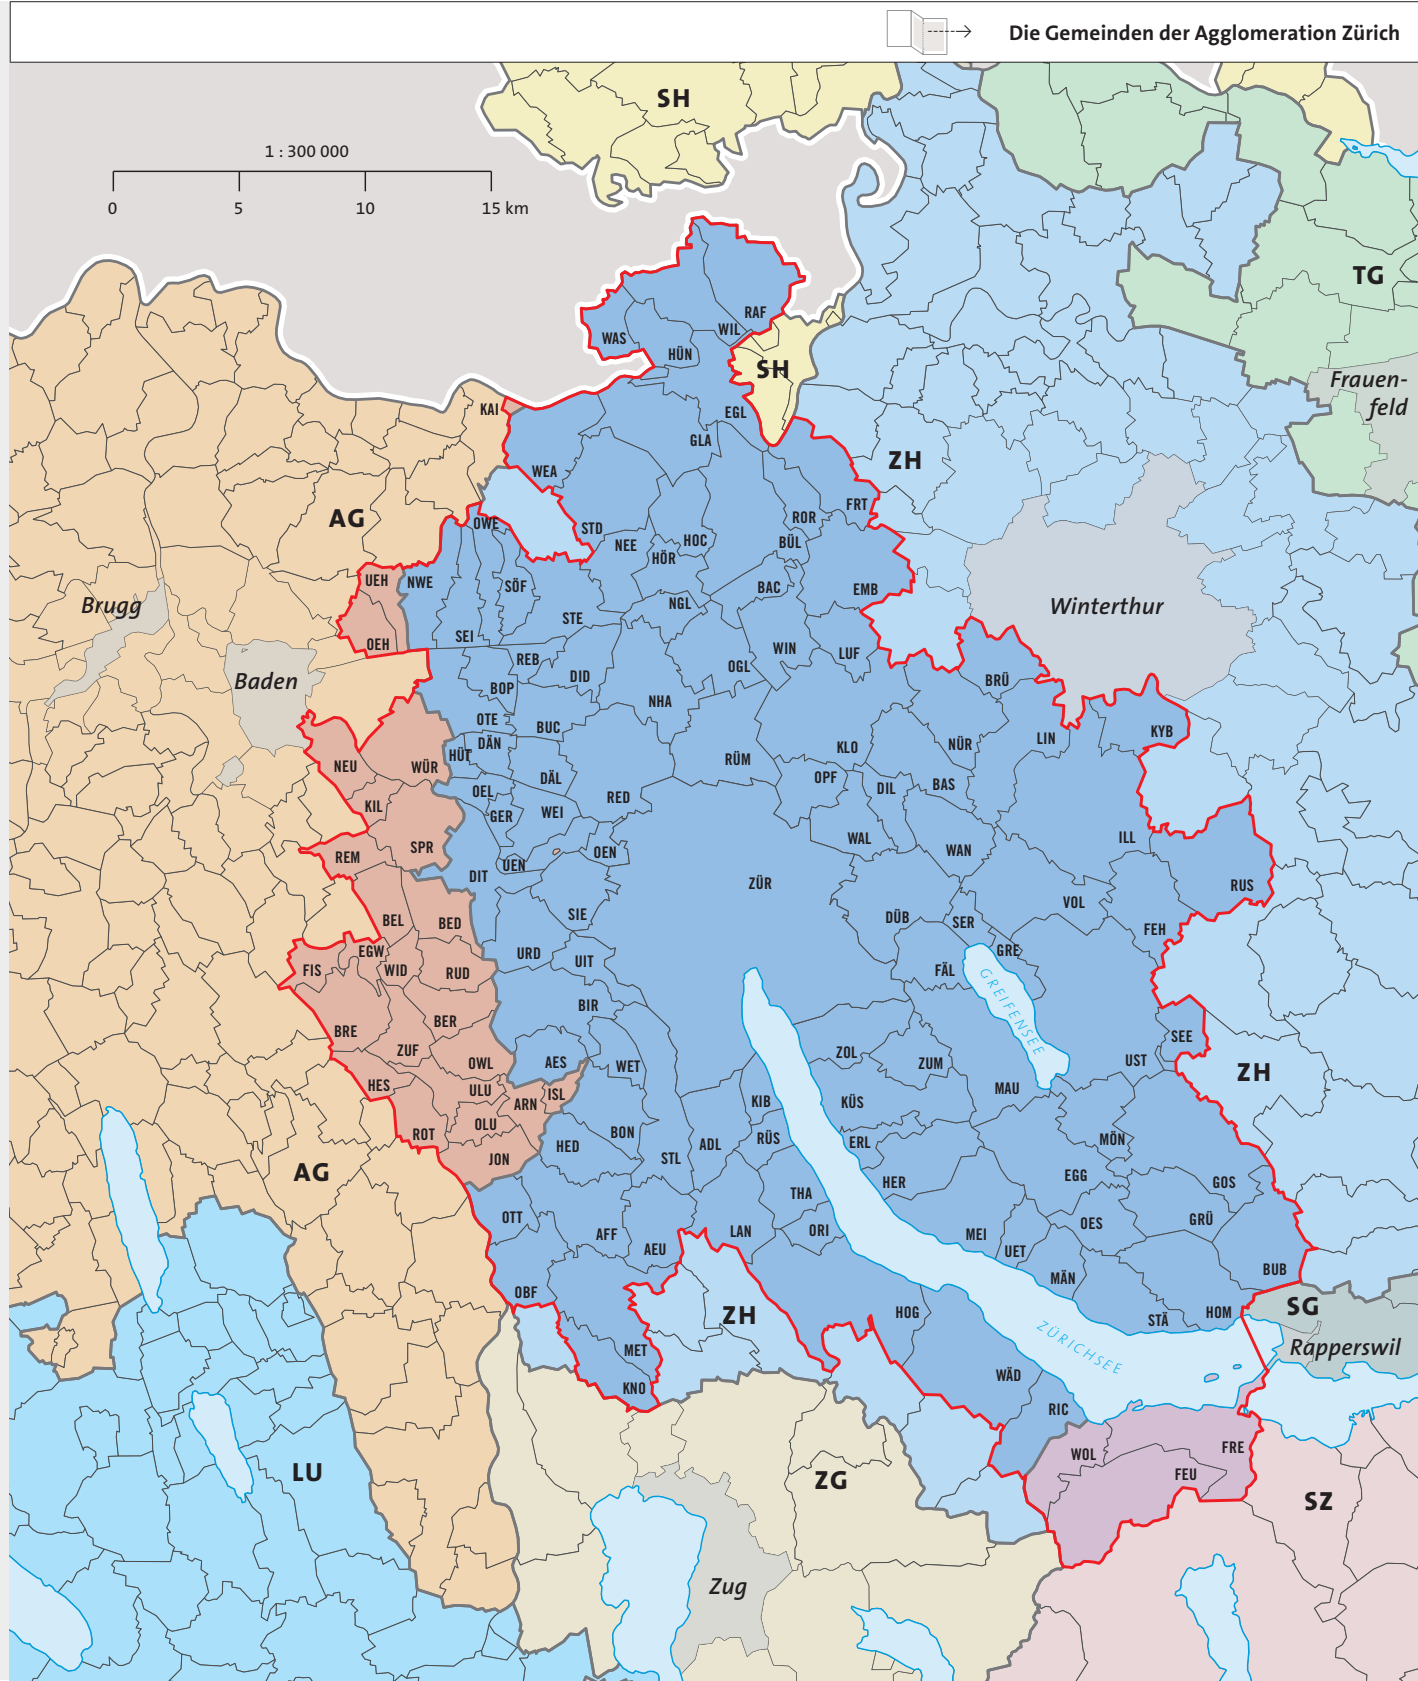 Die Gemeinden der Agglomeration Zürich
SH
1 : 300 000
0 5 10 15 km
TG
RAF
WIL
WAS
HÜN
SH
Frauen-
feld
KAI
EGL
GLA
ZH
WEA
AG
FRT
ROR
OWE
STD
NEE
HOC
BÜL
HÖR
UEH
NWE
SÖF
BAC
EMB
Brugg
NGL
Winterthur
STE
SEI
OEH
WIN
LUF
REB
OGL
DID
Baden
BOP
BRÜ
NHA
OTE
BUC
KYB
DÄN
LIN
NÜR
KLO
HÜT
RÜM
NEU
WÜR
DÄL
OPF
BAS
DIL
OEL
RED
KIL
GER
WEI
WAL
ILL
SPR
REM
OEN
WAN
UEN
DIT
ZÜR
RUS
VOL
SIE
DÜB
SER
BEL
BED
FEH
EGW
URD
GRE
UIT
FIS
WID
RUD
FÄL
GREIFENSEE
BIR
BER
BRE
SEE
ZUF
ZOL
OWL
AES
WET
ZUM
UST
ZH
HES
ULU
ISL
MAU
ARN
KIB
KÜS
OLU
ROT
BON
RÜS
ERL
MÖN
HED
ADL
JON
STL
AG
EGG
HER
GOS
THA
OTT
GRÜ
OES
AFF
LAN
ORI
MEI
AEU
UET
BUB
MÄN
OBF
SG
ZH
HOG
STÄ
HOM
ZÜRICHSEE
MET
Rapperswil
WÄD
KNO
RIC
WOL
FRE
LU
FEU
ZG
SZ
Zug